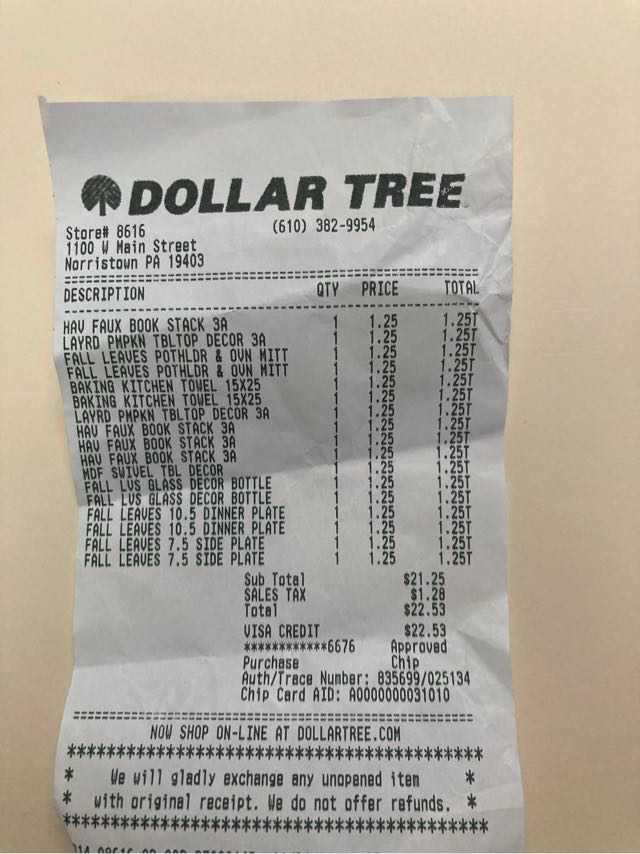 DOLLAR TREE
Store# 8616 (610) 382-9954
1100 W Main Street
Norristown PA 19403
================================================
DESCRIPTION QTY PRICE TOTAL
------------------------------------------------
HAV FAUX BOOK STACK 3A 1 1.25 1.25T
LAYRD PMPKN TBLTOP DECOR 3A 1 1.25 1.25T
FALL LEAVES POTHLDR & OVN MITT 1 1.25 1.25T
FALL LEAVES POTHLDR & OVN MITT 1 1.25 1.25T
BAKING KITCHEN TOWEL 15X25 1 1.25 1.25T
BAKING KITCHEN TOWEL 15X25 1 1.25 1.25T
LAYRD PMPKN TBLTOP DECOR 3A 1 1.25 1.25T
HAV FAUX BOOK STACK 3A 1 1.25 1.25T
HAV FAUX BOOK STACK 3A 1 1.25 1.25T
HAV FAUX BOOK STACK 3A 1 1.25 1.25T
MDF SWIVEL TBL DECOR 1 1.25 1.25T
FALL LVS GLASS DECOR BOTTLE 1 1.25 1.25T
FALL LVS GLASS DECOR BOTTLE 1 1.25 1.25T
FALL LEAVES 10.5 DINNER PLATE 1 1.25 1.25T
FALL LEAVES 10.5 DINNER PLATE 1 1.25 1.25T
FALL LEAVES 7.5 SIDE PLATE 1 1.25 1.25T
FALL LEAVES 7.5 SIDE PLATE 1 1.25 1.25T
Sub Total $21.25
SALES TAX $1.28
Total $22.53
VISA CREDIT $22.53
************6676 Approved
Purchase Chip
Auth/Trace Number: 835699/025134
Chip Card AID: A0000000031010
================================================
NOW SHOP ON-LINE AT DOLLARTREE.COM
************************************************
* We will gladly exchange any unopened item *
* with original receipt. We do not offer refunds. *
************************************************